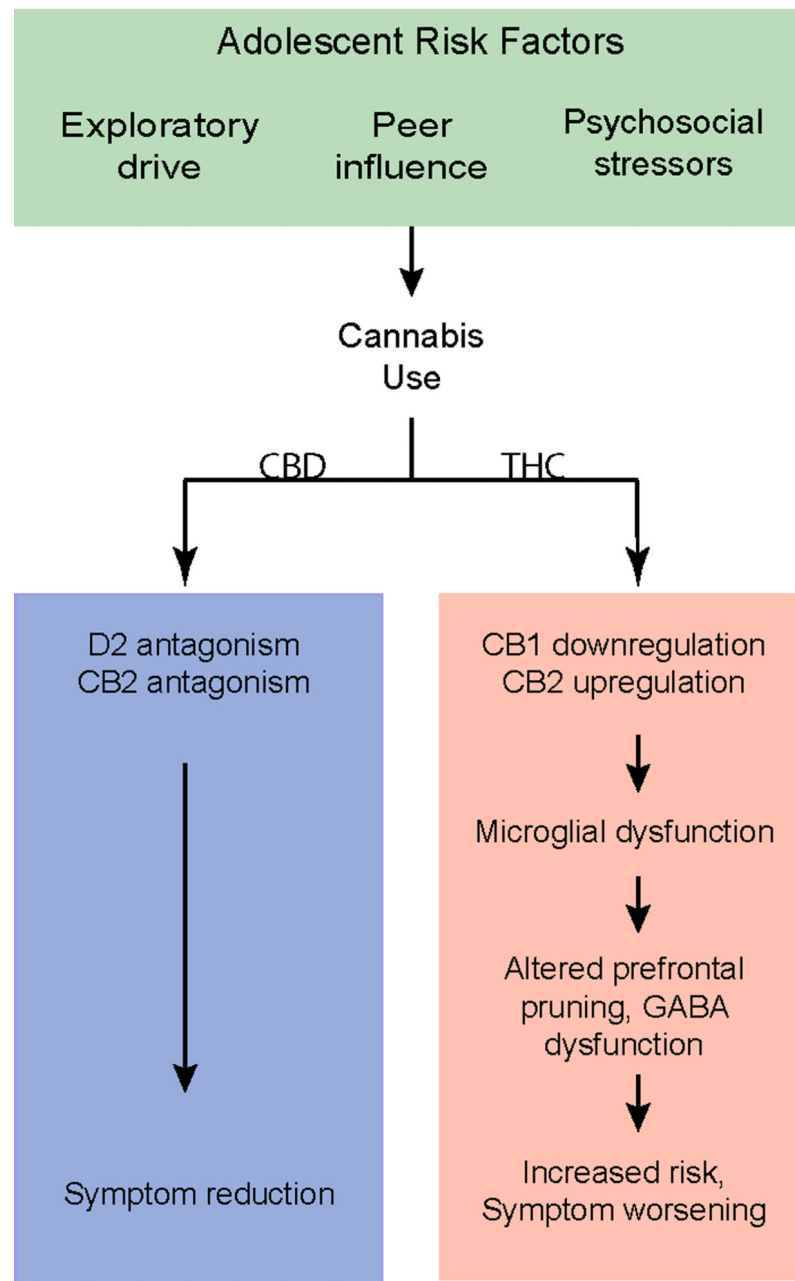 Adolescent Risk Factors
Exploratory
drive
Peer
influence
Psychosocial
stressors
Cannabis
Use
CBD
THC
D2 antagonism
CB2 antagonism
Symptom reduction
CB1 downregulation
CB2 upregulation
Microglial dysfunction
Altered prefrontal
pruning, GABA
dysfunction
Increased risk,
Symptom worsening